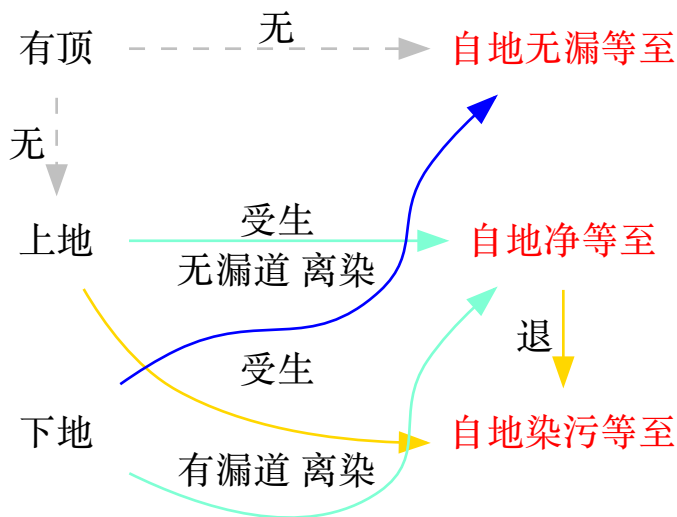 无
有顶
自地无漏等至
无
受生
上地
自地净等至
无漏道 离染
退
受生
下地
自地染污等至
有漏道 离染